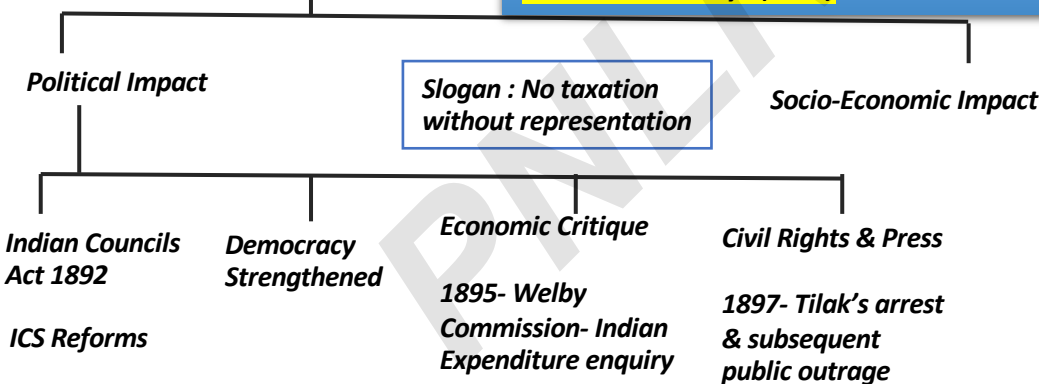 Political Impact
Slogan : No taxation
without representation
Socio-Economic Impact
Indian Councils
Act 1892
ICS Reforms
Democracy
Strengthened
Economic Critique
1895- Welby
Commission- Indian
Expenditure enquiry
Civil Rights & Press
1897- Tilak's arrest
& subsequent
public outrage